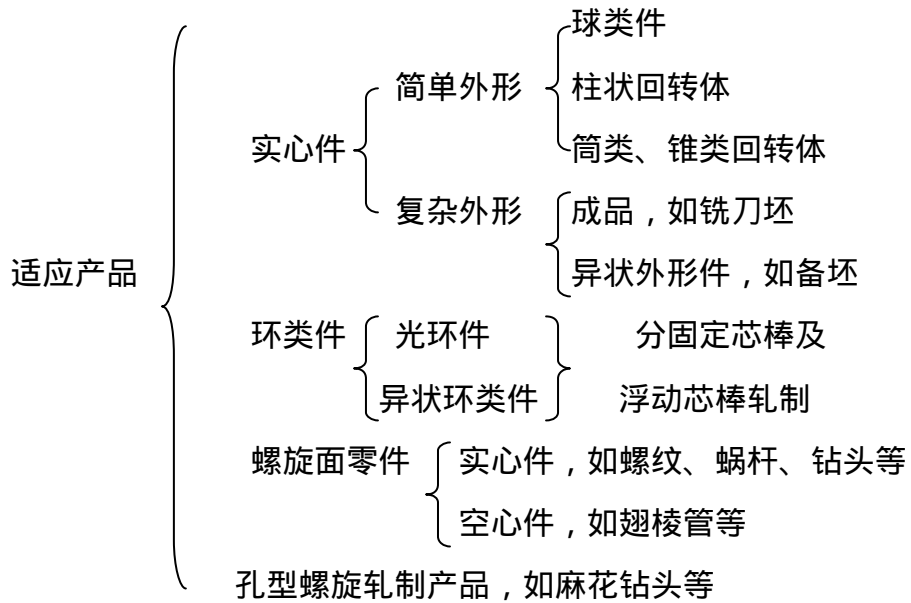 球类件
简单外形 柱状回转体
实心件 筒类、锥类回转体
复杂外形 成品，如铣刀坯
适应产品 异状外形件，如备坯
环类件 光环件 分固定芯棒及
异状环类件 浮动芯棒轧制
螺旋面零件 实心件，如螺纹、蜗杆、钻头等
空心件，如翅棱管等
孔型螺旋轧制产品，如麻花钻头等